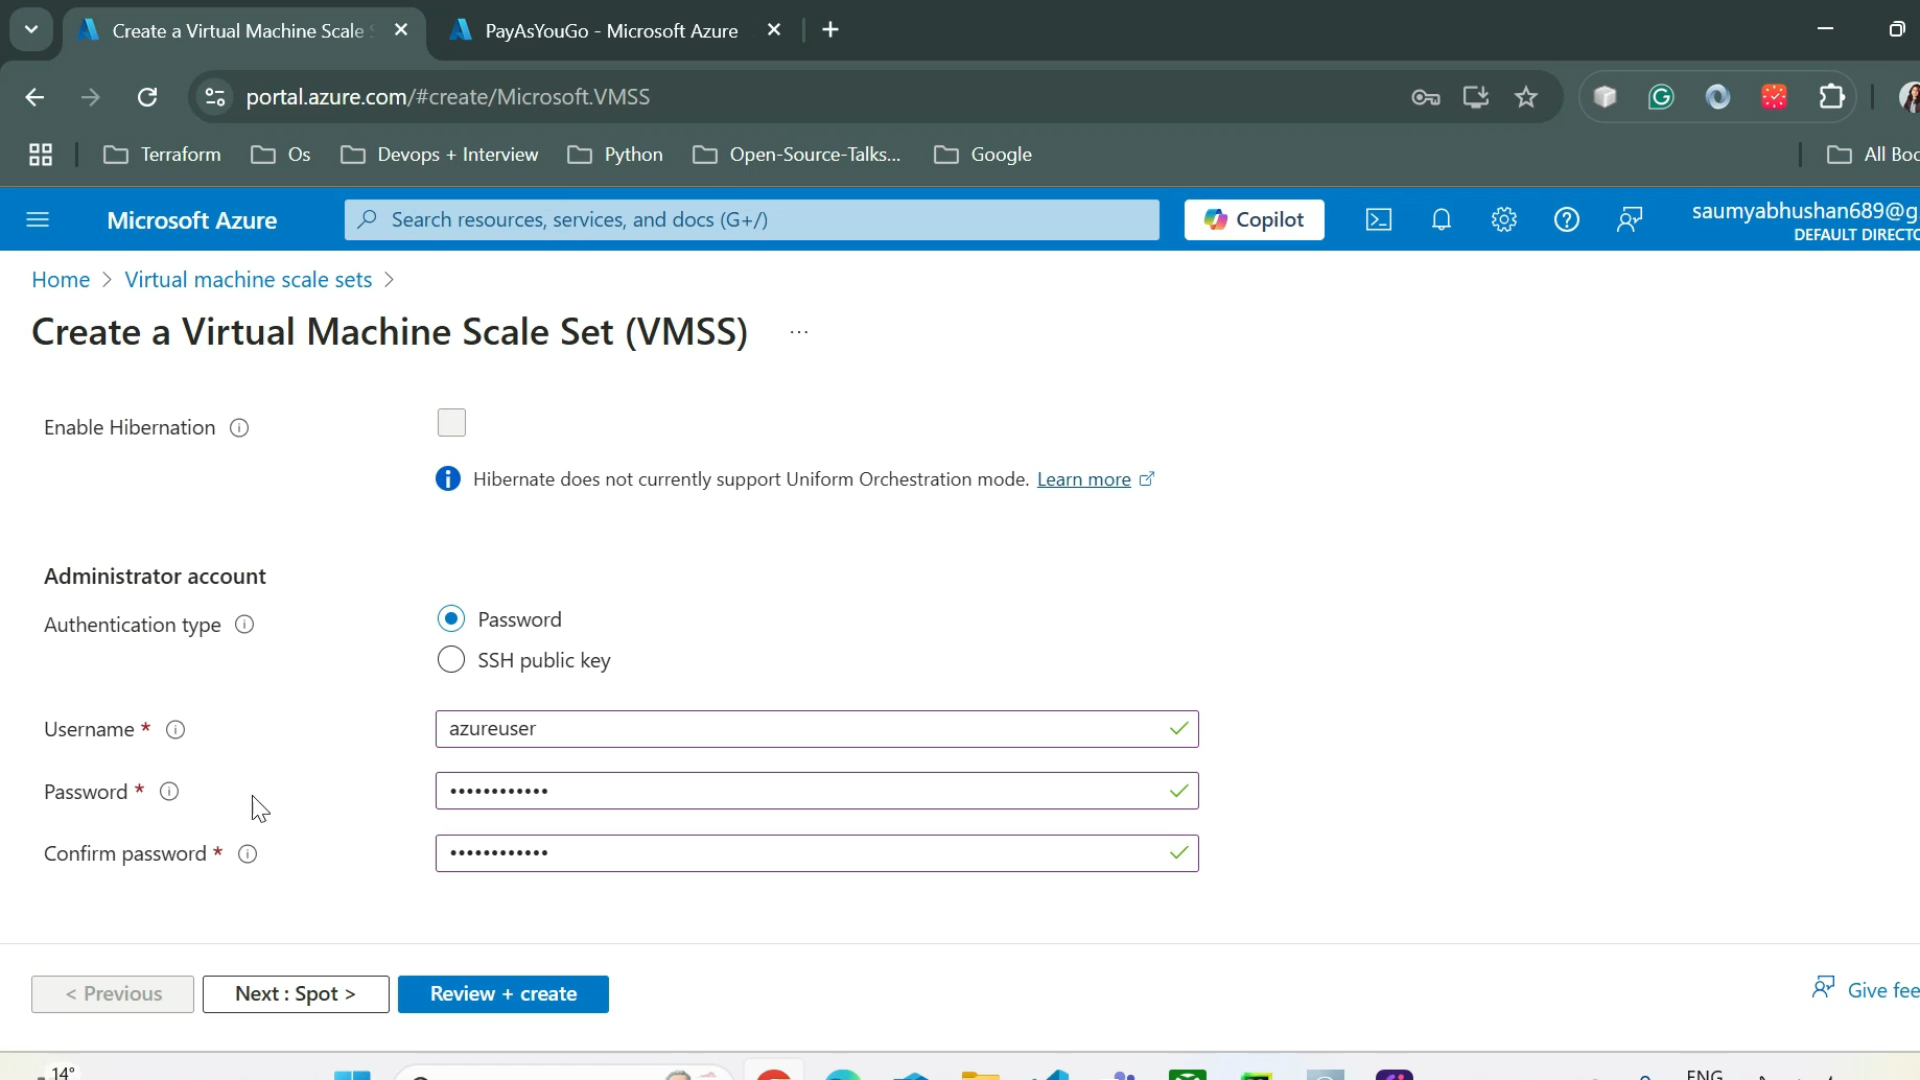 Create a Virtual Machine Scale S
PayAsYouGo - Microsoft Azure
portal.azure.com/#create/Microsoft.VMSS
Terraform
Os
Devops + Interview
Python
Open-Source-Talks...
Google
All Boo
Microsoft Azure
Search resources, services, and docs (G+/)
Copilot
saumyabhushan689@g
DEFAULT DIRECTO
Home > Virtual machine scale sets >
Create a Virtual Machine Scale Set (VMSS) ...
Enable Hibernation
Hibernate does not currently support Uniform Orchestration mode. Learn more
Administrator account
Authentication type
Password
SSH public key
Username *
azureuser
Password *
••••••••••••
Confirm password *
••••••••••••
< Previous
Next : Spot >
Review + create
Give fee
14°
ENG